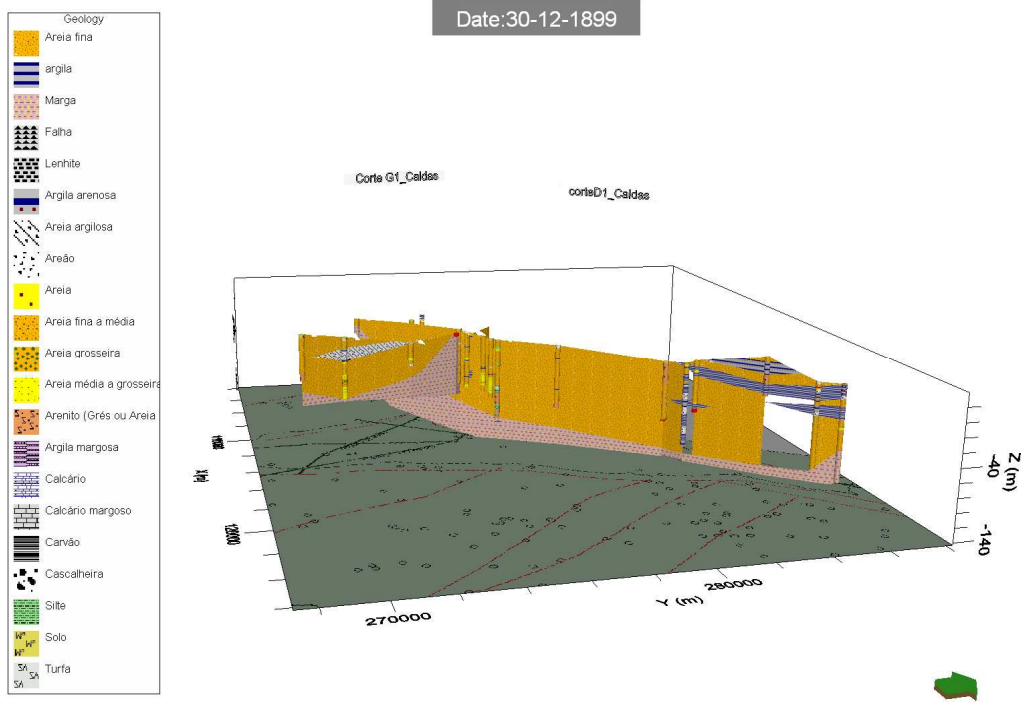 Date:30-12-1899
Geology
Areia fina
argila
Marga
Falha
Lenhite
Argila arenosa
Areia argilosa
Areão
Areia
Areia fina a média
Areia grosseira
Areia média a grosseira
Arenito (Grés ou Areia
Argila margosa
Calcário
Calcário margoso
Carvão
Cascalheira
Silte
Solo
Turfa
Corte G1_Caldas
corteD1_Caldas
Z (m)
-40
-140
Y (m)
270000
280000